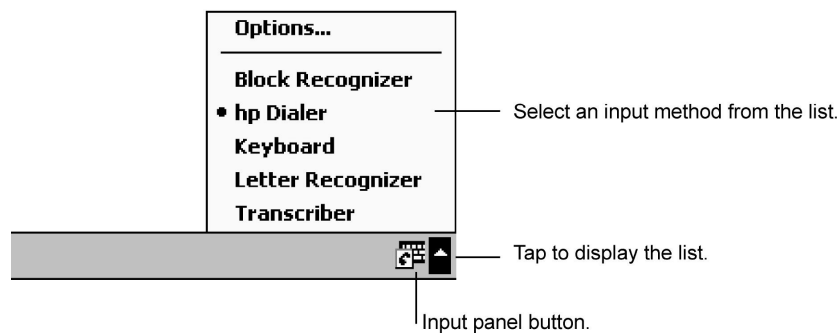 Options...
Block Recognizer
• hp Dialer
Select an input method from the list.
Keyboard
Letter Recognizer
Transcriber
Tap to display the list.
Input panel button.